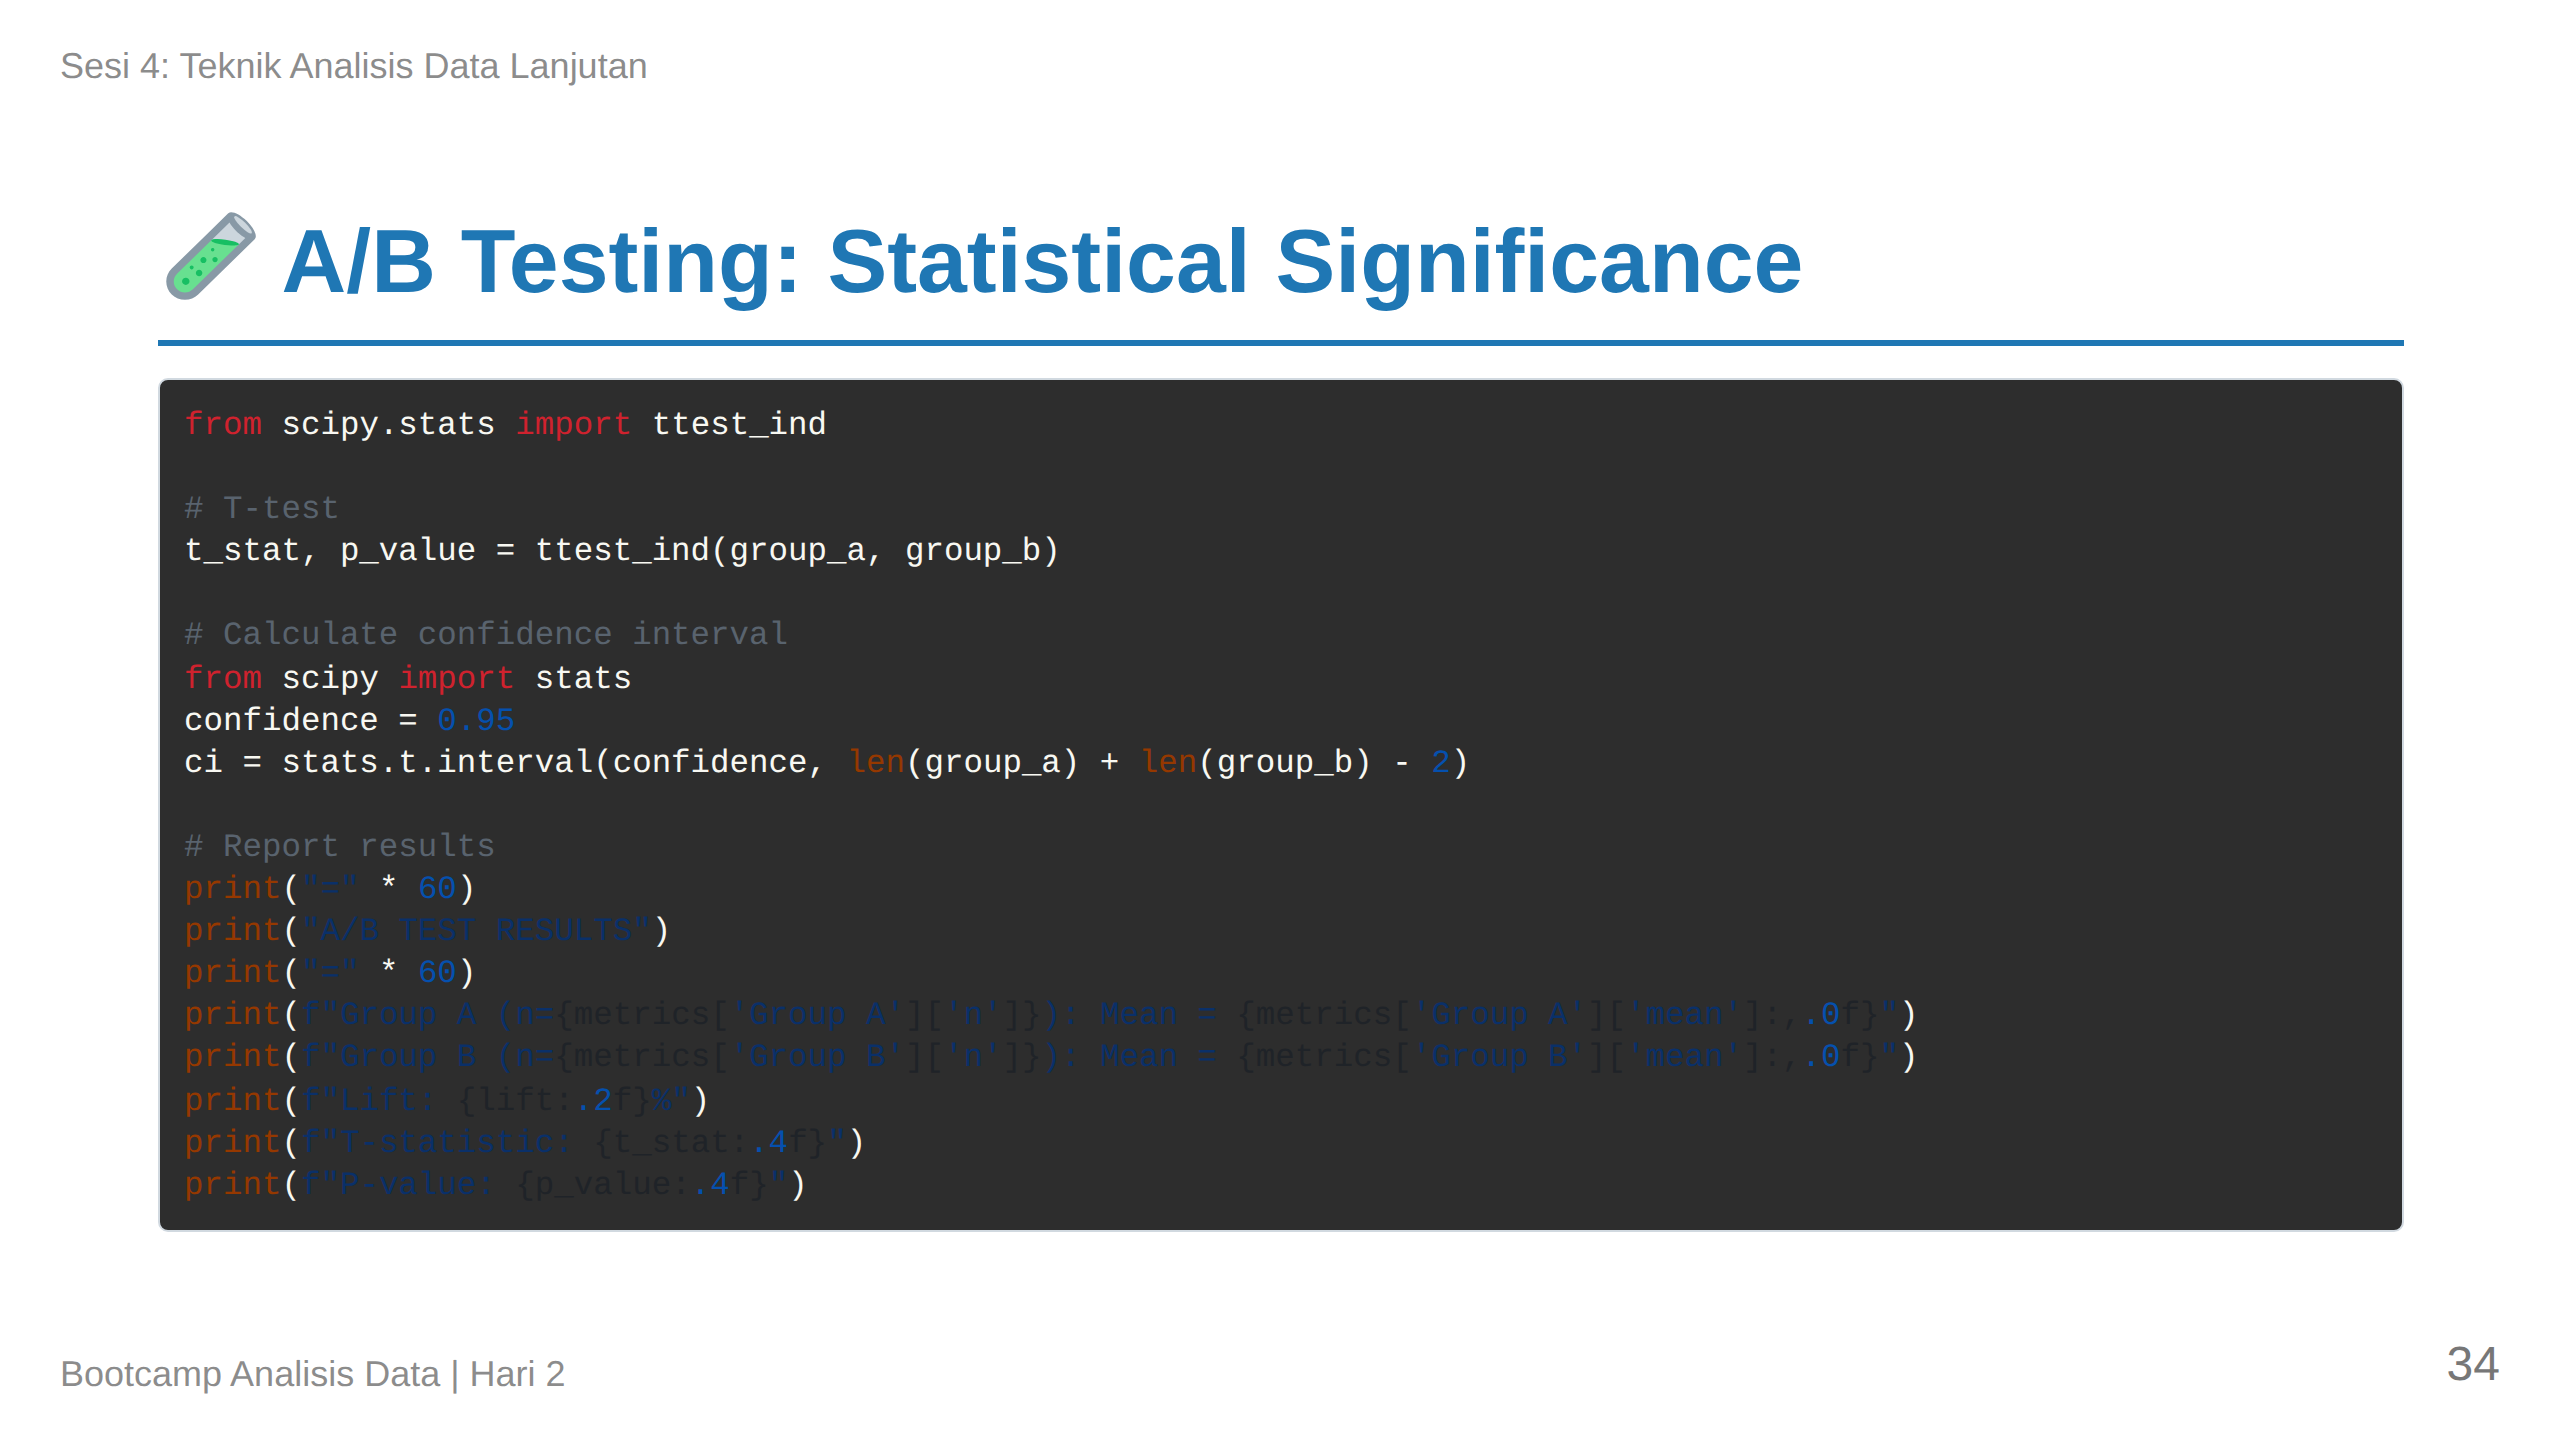 Sesi 4: Teknik Analisis Data Lanjutan
A/B Testing: Statistical Significance
from scipy.stats import ttest_ind
# T-test
t_stat, p_value = ttest_ind(group_a, group_b)
# Calculate confidence interval
from scipy import stats
confidence = 0.95
ci = stats.t.interval(confidence, len(group_a) + len(group_b) - 2)
# Report results
print("=" * 60)
print("A/B TEST RESULTS")
print("=" * 60)
print(f"Group A (n={metrics['Group A']['n']}): Mean = {metrics['Group A']['mean']:,.0f}")
print(f"Group B (n={metrics['Group B']['n']}): Mean = {metrics['Group B']['mean']:,.0f}")
print(f"Lift: {lift:.2f}%")
print(f"T-statistic: {t_stat:.4f}")
print(f"P-value: {p_value:.4f}")
Bootcamp Analisis Data | Hari 2
34